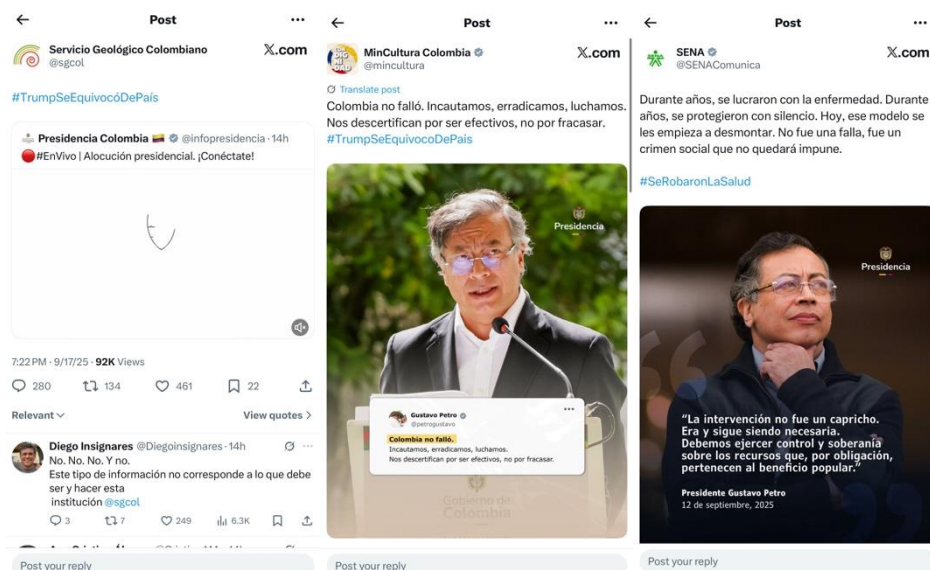 Post
Servicio Geológico Colombiano
@sgcol
X.com
#TrumpSeEquivocóDePaís
Presidencia Colombia @infopresidencia · 14h
#EnVivo | Alocución presidencial. ¡Conéctate!
7:22 PM · 9/17/25 · 92K Views
280 134 461 22
Relevant
View quotes
Diego Insignares @Diegoinsignares · 14h
No. No. No. Y no.
Este tipo de información no corresponde a lo que debe
ser y hacer esta
institución @sgcol
3 7 249 6.3K
Post your reply
Post
MinCultura Colombia
@mincultura
X.com
Translate post
Colombia no falló. Incautamos, erradicamos, luchamos.
Nos descertifican por ser efectivos, no por fracasar.
#TrumpSeEquivocoDePais
Presidencia
Gustavo Petro
@petrogustavo
Colombia no falló.
Incautamos, erradicamos, luchamos.
Nos descertifican por ser efectivos, no por fracasar.
Gobierno de
Colombia
Post your reply
Post
SENA
@SENAComunica
X.com
Durante años, se lucraron con la enfermedad. Durante
años, se protegieron con silencio. Hoy, ese modelo se
les empieza a desmontar. No fue una falla, fue un
crimen social que no quedará impune.
#SeRobaronLaSalud
Presidencia
“La intervención no fue un capricho.
Era y sigue siendo necesaria.
Debemos ejercer control y soberanía
sobre los recursos que, por obligación,
pertenecen al beneficio popular.”
Presidente Gustavo Petro
12 de septiembre, 2025
Post your reply